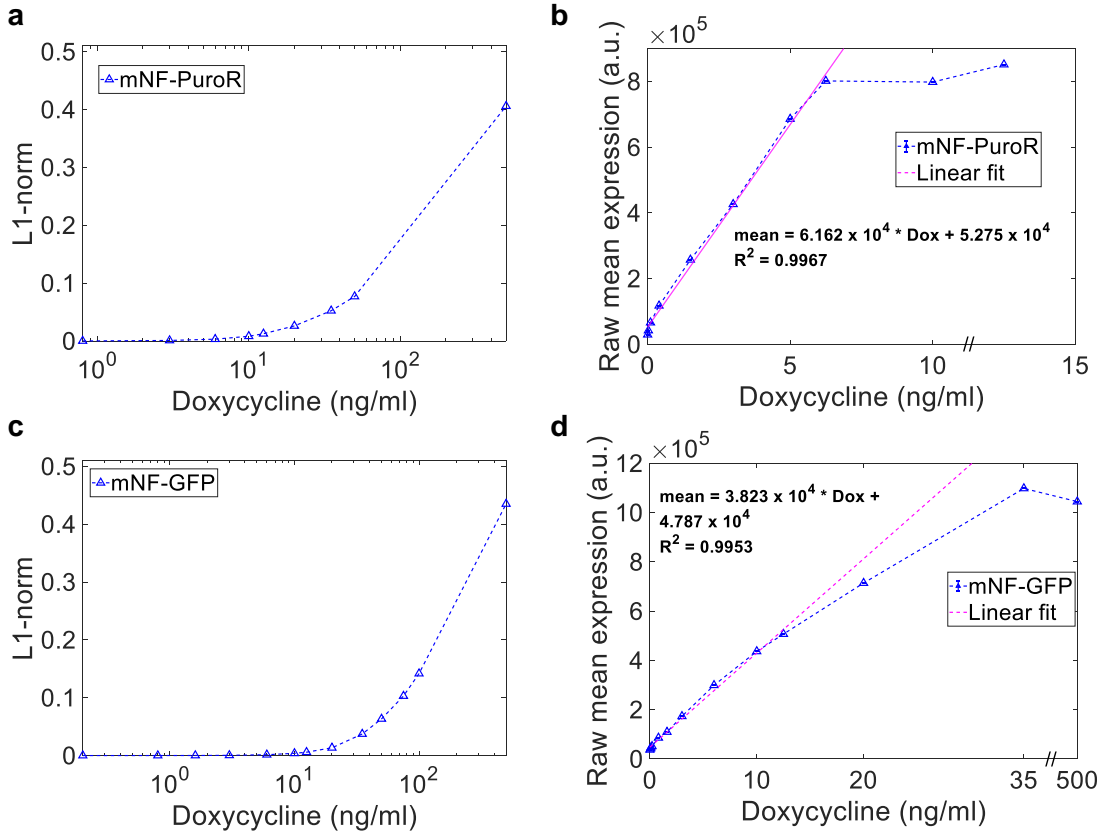 a
0.5
0.4
0.3
0.2
0.1
0
L1-norm
mNF-PuroR
10^0
10^1
10^2
Doxycycline (ng/ml)
b
×10^5
8
6
4
2
0
Raw mean expression (a.u.)
mNF-PuroR
Linear fit
mean = 6.162 x 10^4 * Dox + 5.275 x 10^4
R^2 = 0.9967
0
5
10
//
15
Doxycycline (ng/ml)
c
0.5
0.4
0.3
0.2
0.1
0
L1-norm
mNF-GFP
10^0
10^1
10^2
Doxycycline (ng/ml)
d
×10^5
12
10
8
6
4
2
0
Raw mean expression (a.u.)
mean = 3.823 x 10^4 * Dox +
4.787 x 10^4
R^2 = 0.9953
mNF-GFP
Linear fit
0
10
20
35
//
500
Doxycycline (ng/ml)